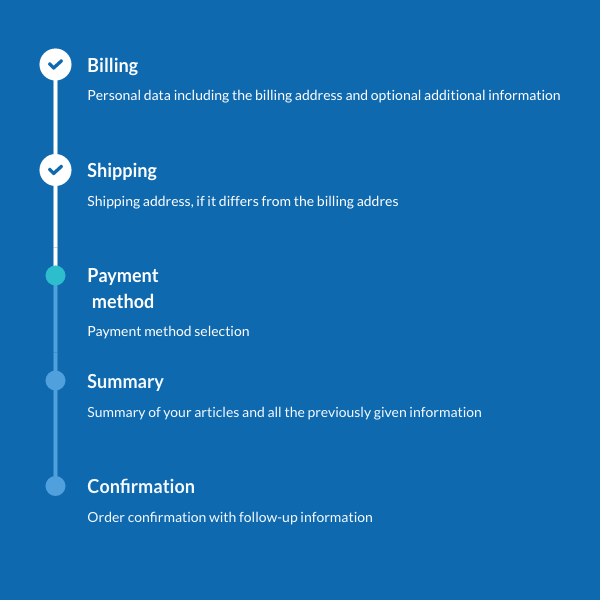 Billing
Personal data including the billing address and optional additional information
Shipping
Shipping address, if it differs from the billing addres
Payment
method
Payment method selection
Summary
Summary of your articles and all the previously given information
Confirmation
Order confirmation with follow-up information